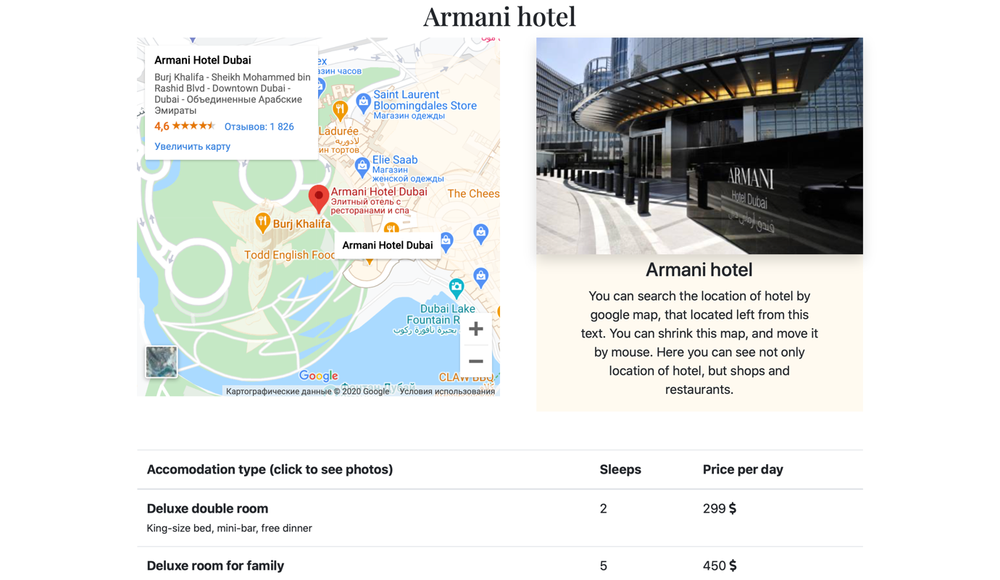 Armani hotel
Armani Hotel Dubai
Burj Khalifa - Sheikh Mohammed bin
Rashid Blvd - Downtown Dubai -
Dubai - Объединенные Арабские
Эмираты
4,6
Отзывов: 1 826
Увеличить карту
азин часов
Saint Laurent
Bloomingdales Store
Магазин одежды
Ladurée
لادوريه
ин тортов
Elie Saab
Магазин
женской одежды
Armani Hotel Dubai
Элитный отель с
ресторанами и спа
The Chees
Burj Khalifa
Armani Hotel Dubai
Todd English Food
Dubai Lake
Fountain R
بحيرة نافورة ركوب
Google
CLAW BBQ
Картографические данные © 2020 Google
Условия использования
ARMANI
Hotel Dubai
فندق أرماني دبي
Armani hotel
You can search the location of hotel by
google map, that located left from this
text. You can shrink this map, and move it
by mouse. Here you can see not only
location of hotel, but shops and
restaurants.
Accomodation type (click to see photos)
Sleeps
Price per day
Deluxe double room
2
299 $
King-size bed, mini-bar, free dinner
Deluxe room for family
5
450 $